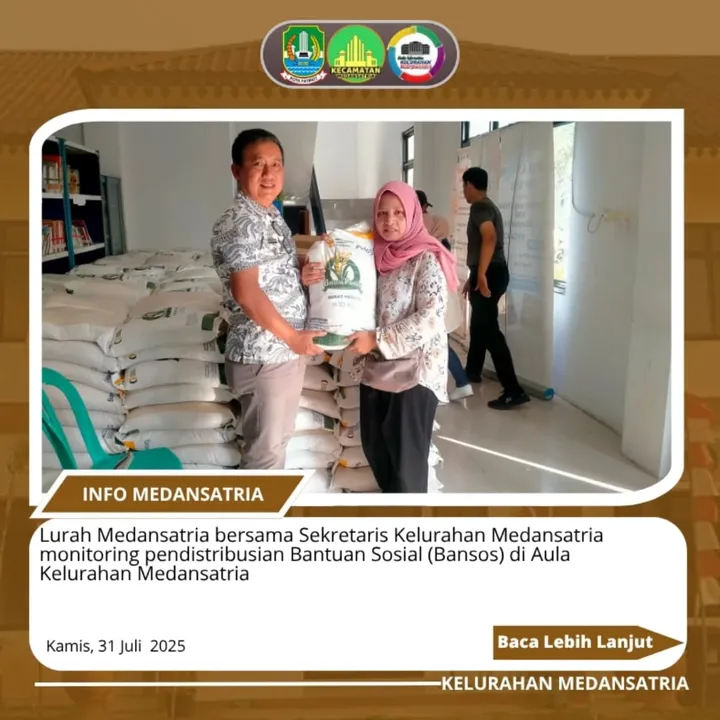 KECAMATAN
MEDANSATRIA
INFO MEDANSATRIA
Lurah Medansatria bersama Sekretaris Kelurahan Medansatria
monitoring pendistribusian Bantuan Sosial (Bansos) di Aula
Kelurahan Medansatria
Kamis, 31 Juli 2025
Baca Lebih Lanjut
KELURAHAN MEDANSATRIA